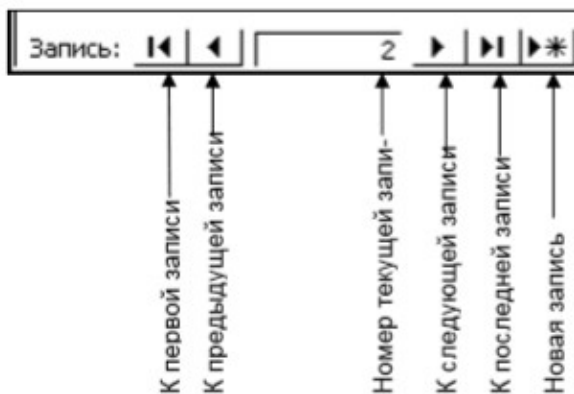 Запись: 2
К первой записи
К предыдущей записи
Номер текущей запи-
К следующей записи
К последней записи
Новая запись